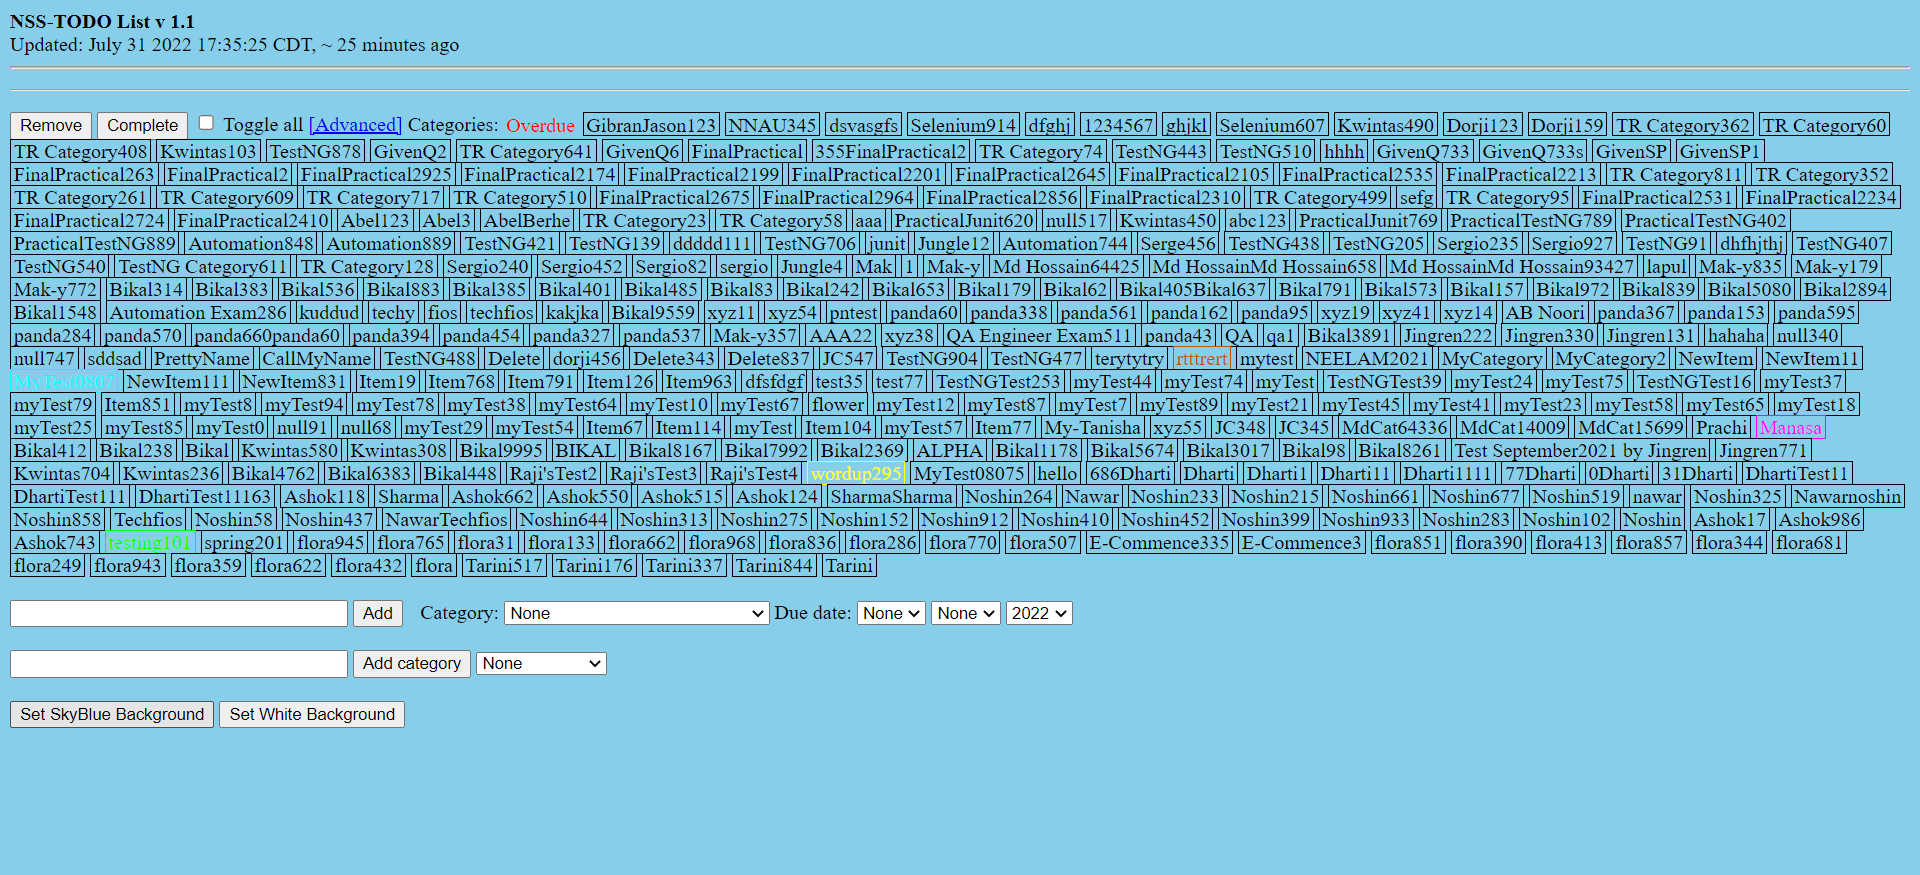 NSS-TODO List v 1.1
Updated: July 31 2022 17:35:25 CDT, ~ 25 minutes ago
Remove Complete Toggle all [Advanced] Categories: Overdue GibranJason123 NNAU345 dsvasgfs Selenium914 dfghj 1234567 ghjkl Selenium607 Kwintas490 Dorji123 Dorji159 TR Category362 TR Category60
TR Category408 Kwintas103 TestNG878 GivenQ2 TR Category641 GivenQ6 FinalPractical 355FinalPractical2 TR Category74 TestNG443 TestNG510 hhhh GivenQ733 GivenQ733s GivenSP GivenSP1
FinalPractical263 FinalPractical2 FinalPractical2925 FinalPractical2174 FinalPractical2199 FinalPractical2201 FinalPractical2645 FinalPractical2105 FinalPractical2535 FinalPractical2213 TR Category811 TR Category352
TR Category261 TR Category609 TR Category717 TR Category510 FinalPractical2675 FinalPractical2964 FinalPractical2856 FinalPractical2310 TR Category499 sefg TR Category95 FinalPractical2531 FinalPractical2234
FinalPractical2724 FinalPractical2410 Abel123 Abel3 AbelBerhe TR Category23 TR Category58 aaa PracticalJunit620 null517 Kwintas450 abc123 PracticalJunit769 PracticalTestNG789 PracticalTestNG402
PracticalTestNG889 Automation848 Automation889 TestNG421 TestNG139 ddddd111 TestNG706 junit Jungle12 Automation744 Serge456 TestNG438 TestNG205 Sergio235 Sergio927 TestNG91 dhfhjthj TestNG407
TestNG540 TestNG Category611 TR Category128 Sergio240 Sergio452 Sergio82 sergio Jungle4 Mak 1 Mak-y Md Hossain64425 Md HossainMd Hossain658 Md HossainMd Hossain93427 lapul Mak-y835 Mak-y179
Mak-y772 Bikal314 Bikal383 Bikal536 Bikal883 Bikal385 Bikal401 Bikal485 Bikal83 Bikal242 Bikal653 Bikal179 Bikal62 Bikal405Bikal637 Bikal791 Bikal573 Bikal157 Bikal972 Bikal839 Bikal5080 Bikal2894
Bikal1548 Automation Exam286 kuddud techy fios techfios kakjka Bikal9559 xyz11 xyz54 pntest panda60 panda338 panda561 panda162 panda95 xyz19 xyz41 xyz14 AB Noori panda367 panda153 panda595
panda284 panda570 panda660panda60 panda394 panda454 panda327 panda537 Mak-y357 AAA22 xyz38 QA Engineer Exam511 panda43 QA qa1 Bikal3891 Jingren222 Jingren330 Jingren131 hahaha null340
null747 sddsad PrettyName CallMyName TestNG488 Delete dorji456 Delete343 Delete837 JC547 TestNG904 TestNG477 terytytry rtttrert mytest NEELAM2021 MyCategory MyCategory2 NewItem NewItem11
MyTest0807 NewItem111 NewItem831 Item19 Item768 Item791 Item126 Item963 dfsfdgf test35 test77 TestNGTest253 myTest44 myTest74 myTest TestNGTest39 myTest24 myTest75 TestNGTest16 myTest37
myTest79 Item851 myTest8 myTest94 myTest78 myTest38 myTest64 myTest10 myTest67 flower myTest12 myTest87 myTest7 myTest89 myTest21 myTest45 myTest41 myTest23 myTest58 myTest65 myTest18
myTest25 myTest85 myTest0 null91 null68 myTest29 myTest54 Item67 Item114 myTest Item104 myTest57 Item77 My-Tanisha xyz55 JC348 JC345 MdCat64336 MdCat14009 MdCat15699 Prachi Manasa
Bikal412 Bikal238 Bikal Kwintas580 Kwintas308 Bikal9995 BIKAL Bikal8167 Bikal7992 Bikal2369 ALPHA Bikal1178 Bikal5674 Bikal3017 Bikal98 Bikal8261 Test September2021 by Jingren Jingren771
Kwintas704 Kwintas236 Bikal4762 Bikal6383 Bikal448 Raji'sTest2 Raji'sTest3 Raji'sTest4 wordup295 MyTest08075 hello 686Dharti Dharti Dharti1 Dharti11 Dharti1111 77Dharti 0Dharti 31Dharti DhartiTest11
DhartiTest111 DhartiTest11163 Ashok118 Sharma Ashok662 Ashok550 Ashok515 Ashok124 SharmaSharma Noshin264 Nawar Noshin233 Noshin215 Noshin661 Noshin677 Noshin519 nawar Noshin325 Nawarnoshin
Noshin858 Techfios Noshin58 Noshin437 NawarTechfios Noshin644 Noshin313 Noshin275 Noshin152 Noshin912 Noshin410 Noshin452 Noshin399 Noshin933 Noshin283 Noshin102 Noshin Ashok17 Ashok986
Ashok743 testing101 spring201 flora945 flora765 flora31 flora133 flora662 flora968 flora836 flora286 flora770 flora507 E-Commence335 E-Commence3 flora851 flora390 flora413 flora857 flora344 flora681
flora249 flora943 flora359 flora622 flora432 flora Tarini517 Tarini176 Tarini337 Tarini844 Tarini
Add Category: None Due date: None None 2022
Add category None
Set SkyBlue Background Set White Background